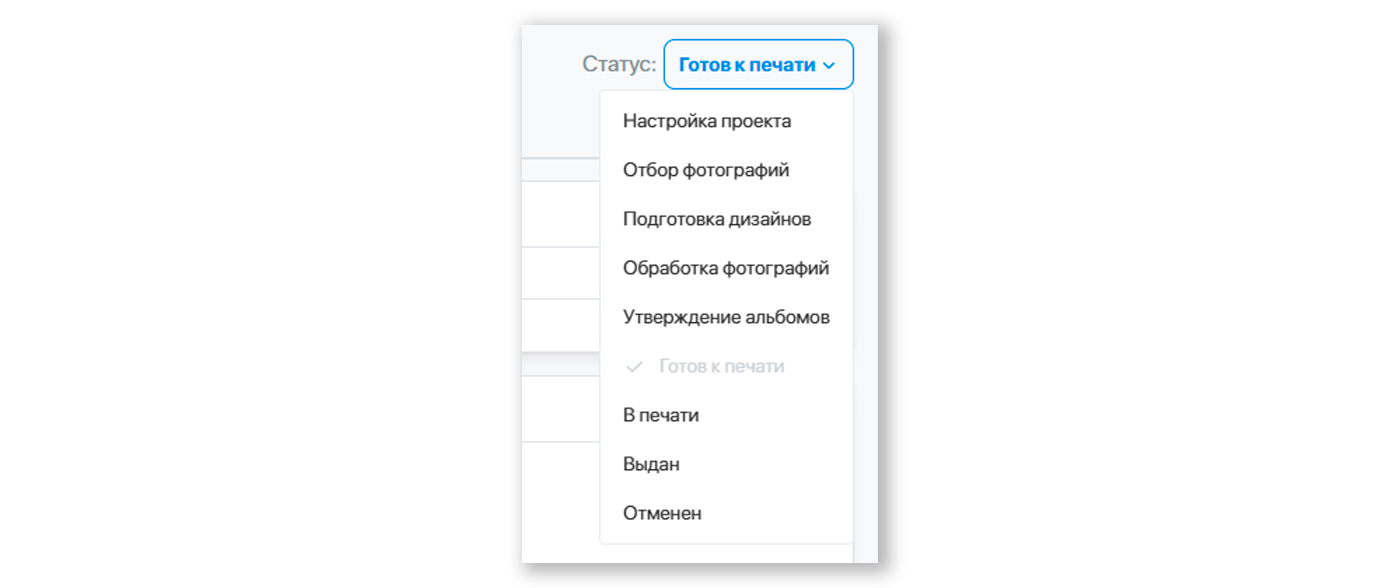 Статус: Готов к печати
Настройка проекта
Отбор фотографий
Подготовка дизайнов
Обработка фотографий
Утверждение альбомов
Готов к печати
В печати
Выдан
Отменен